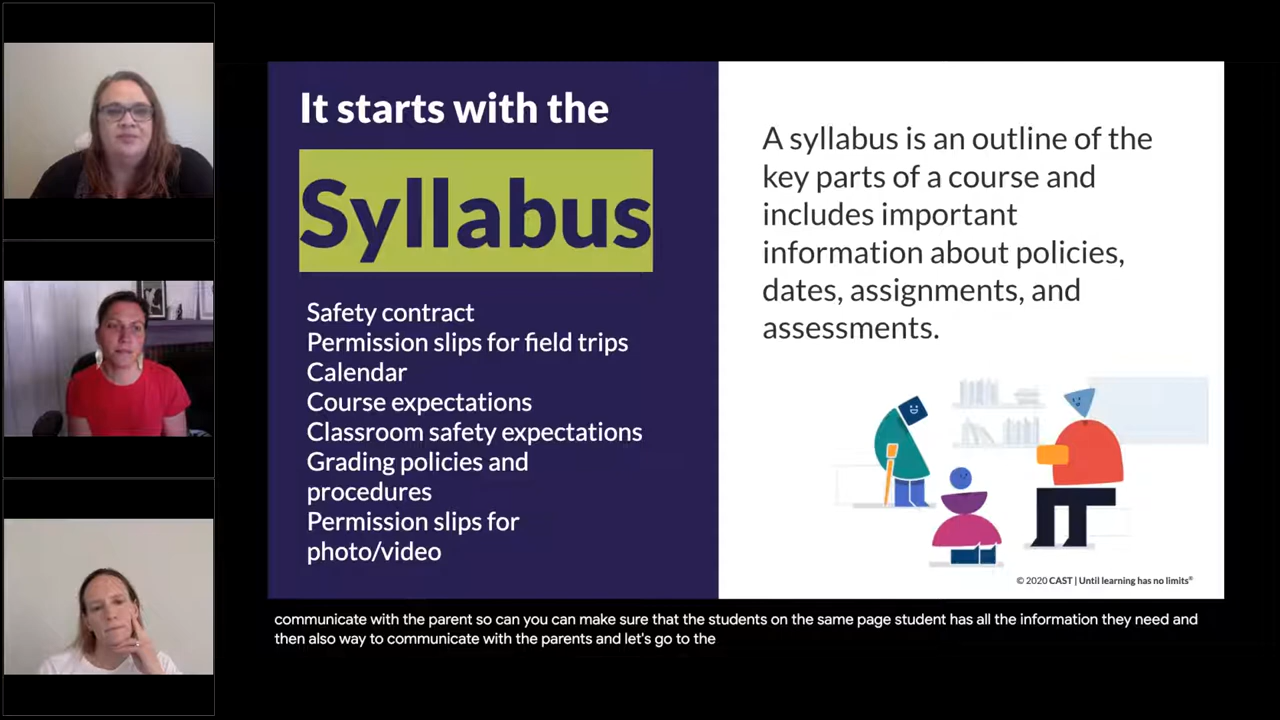 It starts with the
Syllabus
Safety contract
Permission slips for field trips
Calendar
Course expectations
Classroom safety expectations
Grading policies and
procedures
Permission slips for
photo/video
A syllabus is an outline of the
key parts of a course and
includes important
information about policies,
dates, assignments, and
assessments.
© 2020 CAST | Until learning has no limits®
communicate with the parent so can you can make sure that the students on the same page student has all the information they need and
then also way to communicate with the parents and let's go to the